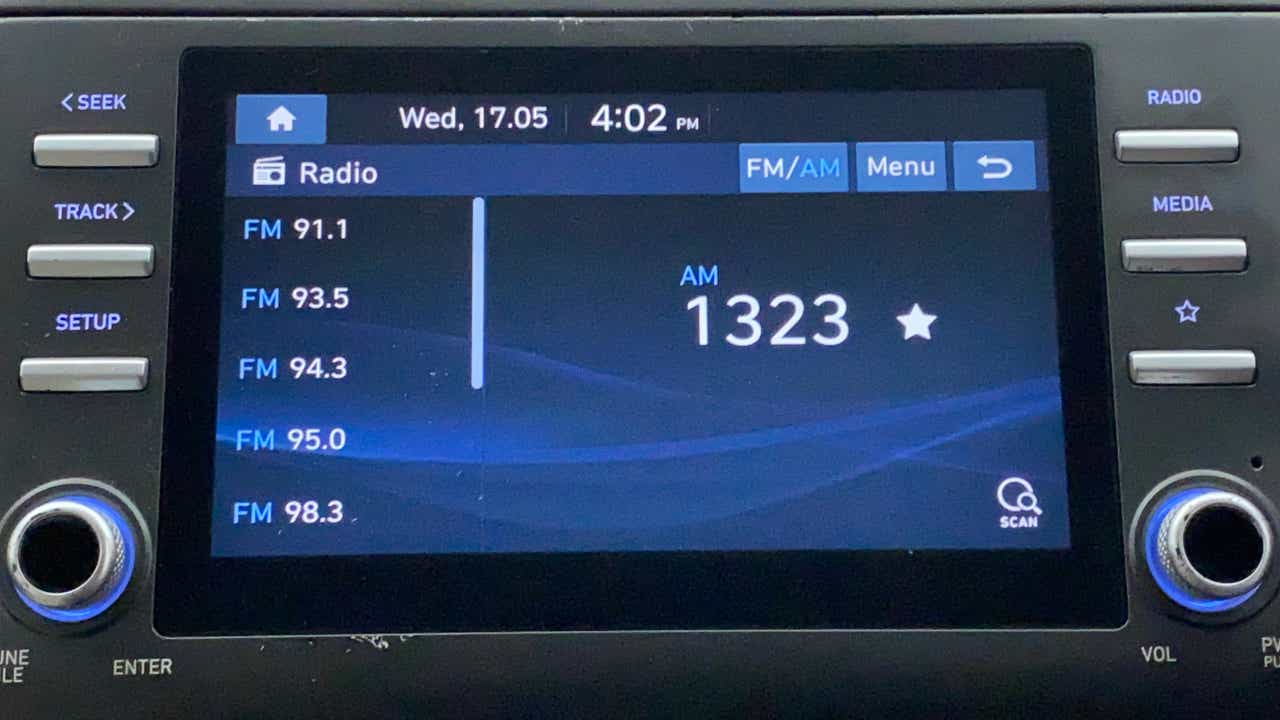 <SEEK
RADIO
Wed, 17.05 4:02 PM
Radio FM/AM Menu
TRACK>
MEDIA
FM 91.1
FM 93.5
AM
1323
SETUP
FM 94.3
FM 95.0
FM 98.3
SCAN
ENTER
VOL